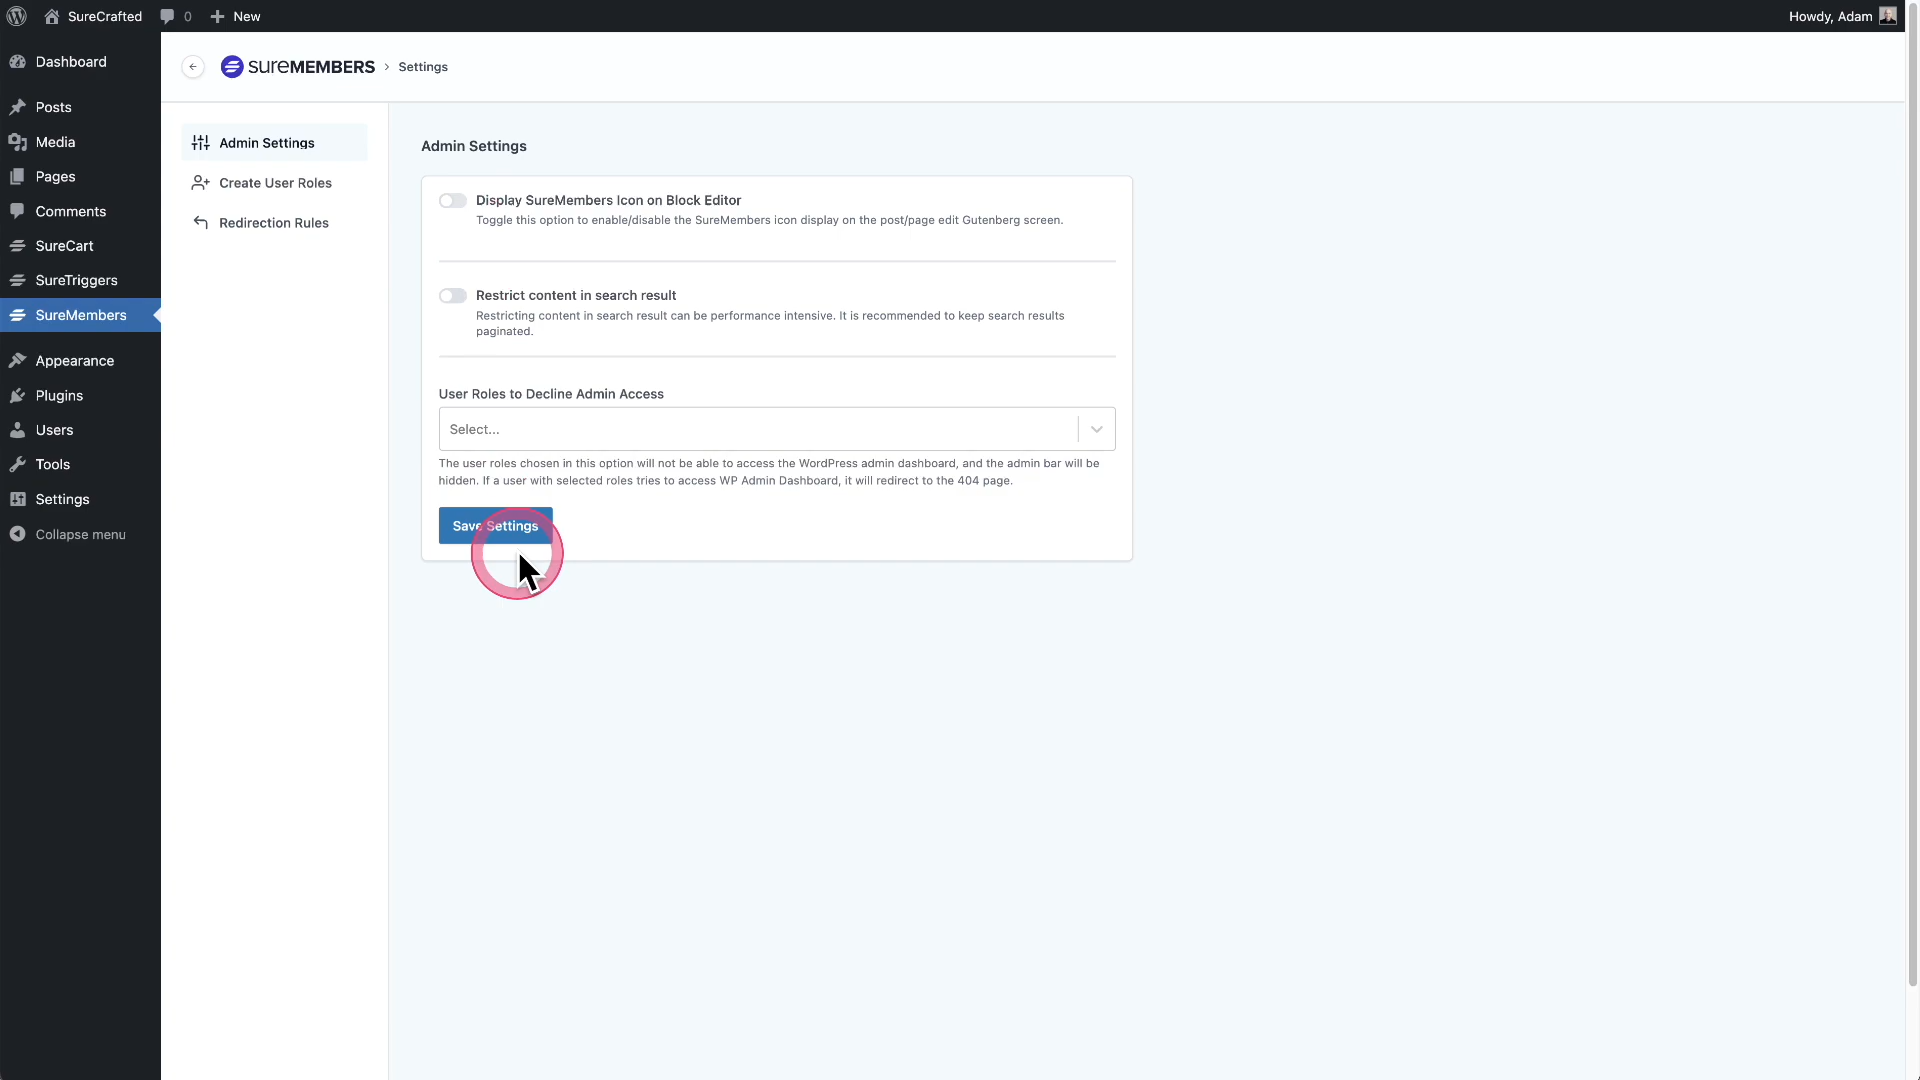 SureCrafted
0
New
Howdy, Adam
Dashboard
Posts
Media
Pages
Comments
SureCart
SureTriggers
SureMembers
Appearance
Plugins
Users
Tools
Settings
Collapse menu
SureMEMBERS
Settings
Admin Settings
Create User Roles
Redirection Rules
Admin Settings
Display SureMembers Icon on Block Editor
Toggle this option to enable/disable the SureMembers icon display on the post/page edit Gutenberg screen.
Restrict content in search result
Restricting content in search result can be performance intensive. It is recommended to keep search results
paginated.
User Roles to Decline Admin Access
Select...
The user roles chosen in this option will not be able to access the WordPress admin dashboard, and the admin bar will be
hidden. If a user with selected roles tries to access WP Admin Dashboard, it will redirect to the 404 page.
Save Settings